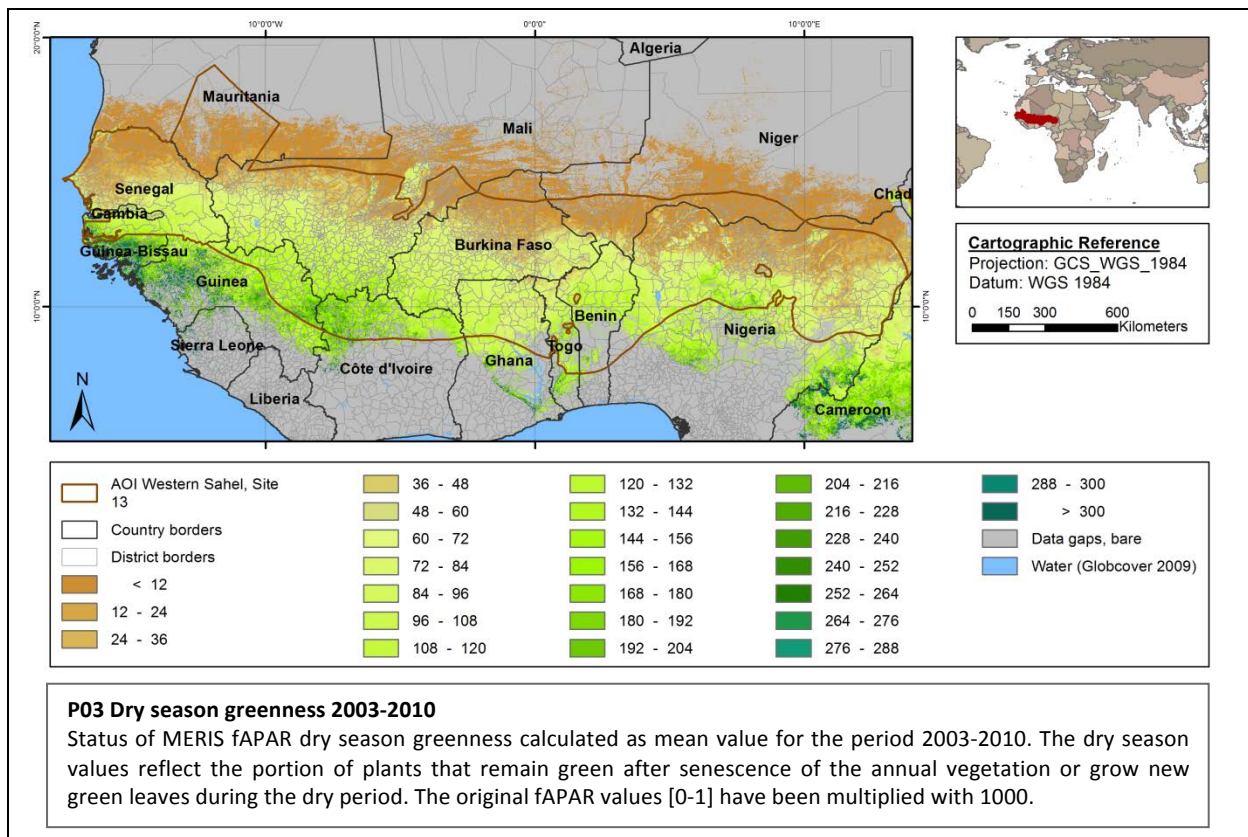 10°0'0"W
0°0'0"
10°0'0"E
20°0'0"N
Algeria
Mauritania
Mali
Niger
Chad
Senegal
Gambia
Guinea-Bissau
Burkina Faso
Guinea
10°0'0"N
10°0'0"N
Benin
Nigeria
Sierra Leone
Togo
Côte d'Ivoire
Ghana
Liberia
Cameroon
N
Cartographic Reference
Projection: GCS_WGS_1984
Datum: WGS 1984
0 150 300 600
Kilometers
10°0'0"W
0°0'0"
10°0'0"E
AOI Western Sahel, Site
13
Country borders
District borders
< 12
12 - 24
24 - 36
36 - 48
48 - 60
60 - 72
72 - 84
84 - 96
96 - 108
108 - 120
120 - 132
132 - 144
144 - 156
156 - 168
168 - 180
180 - 192
192 - 204
204 - 216
216 - 228
228 - 240
240 - 252
252 - 264
264 - 276
276 - 288
288 - 300
> 300
Data gaps, bare
Water (Globcover 2009)
P03 Dry season greenness 2003-2010
Status of MERIS fAPAR dry season greenness calculated as mean value for the period 2003-2010. The dry season
values reflect the portion of plants that remain green after senescence of the annual vegetation or grow new
green leaves during the dry period. The original fAPAR values [0-1] have been multiplied with 1000.